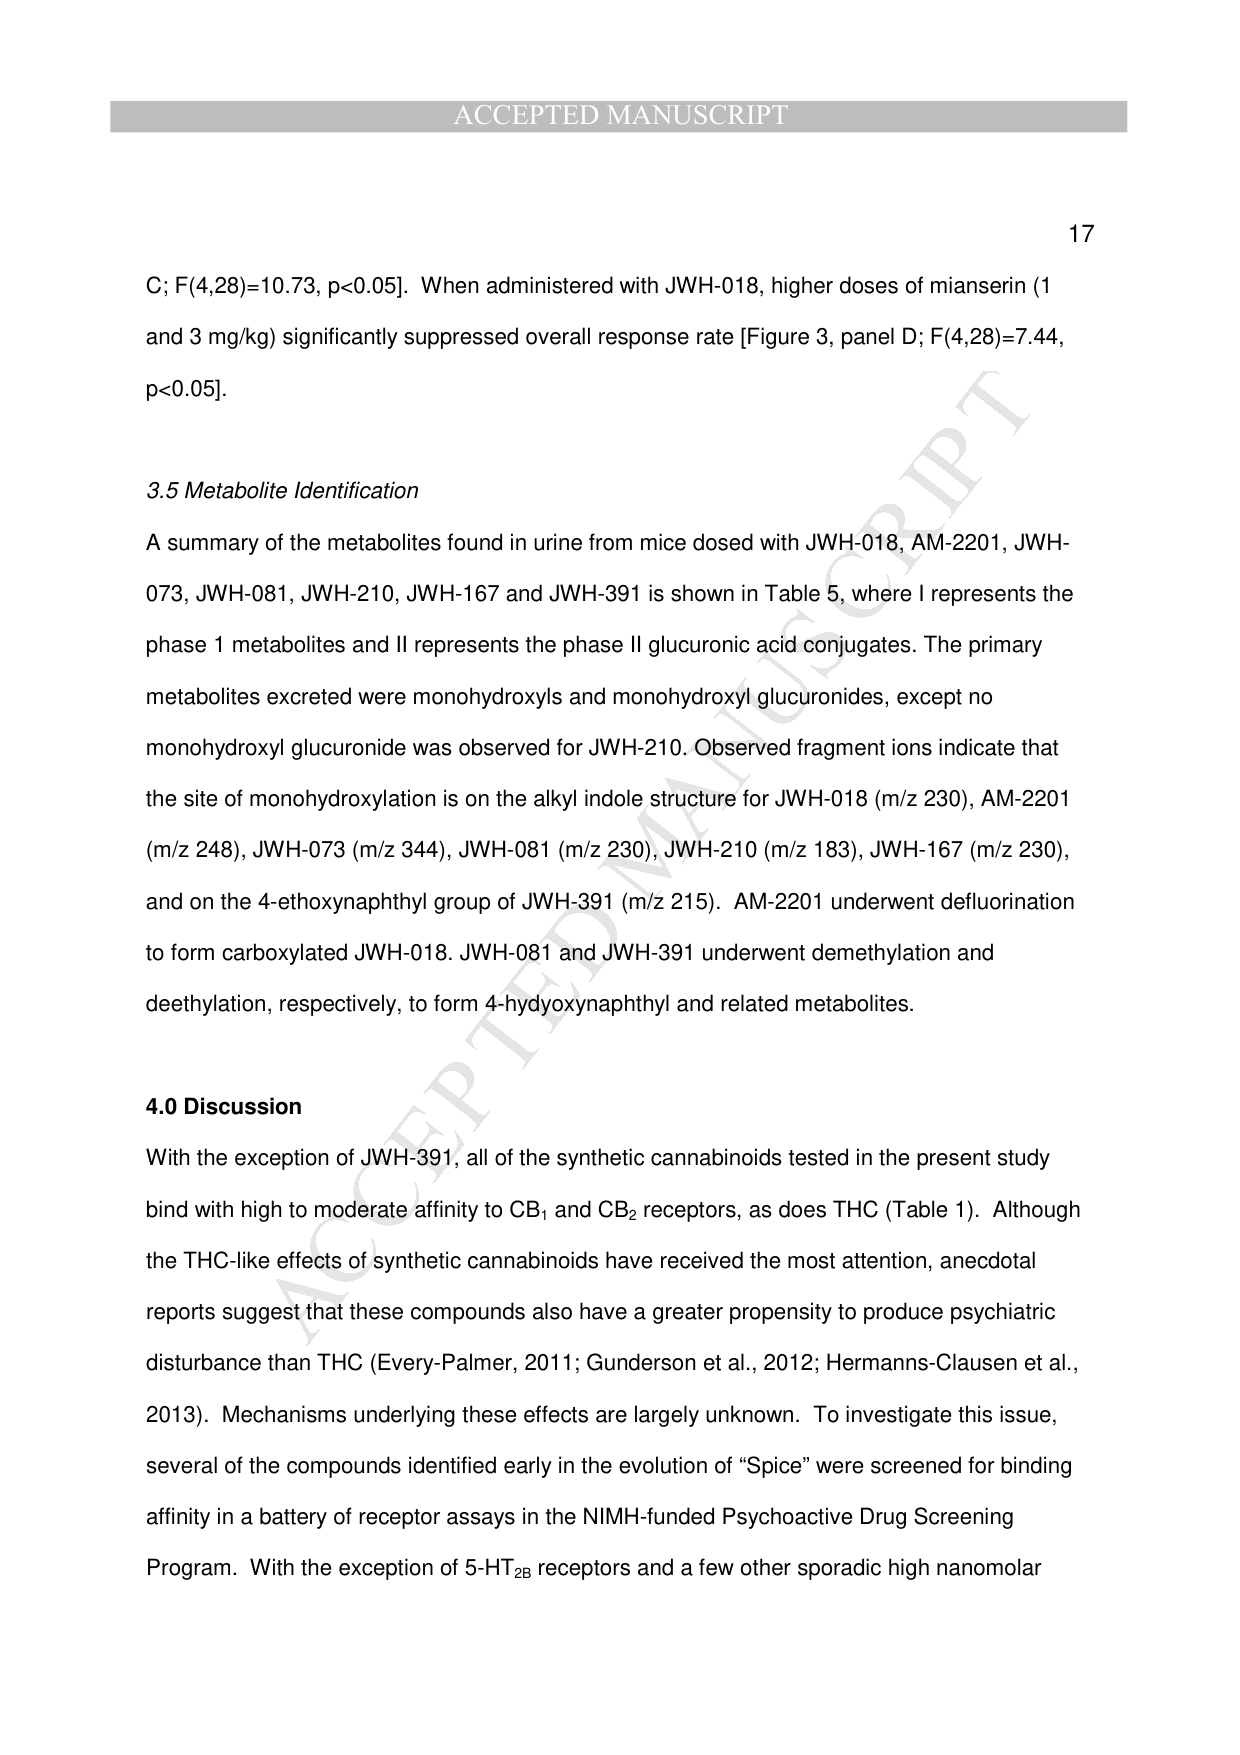 ACCEPTED MANUSCRIPT
17
C; F(4,28)=10.73, p<0.05].  When administered with JWH-018, higher doses of mianserin (1
and 3 mg/kg) significantly suppressed overall response rate [Figure 3, panel D; F(4,28)=7.44,
p<0.05].
3.5 Metabolite Identification
A summary of the metabolites found in urine from mice dosed with JWH-018, AM-2201, JWH-
073, JWH-081, JWH-210, JWH-167 and JWH-391 is shown in Table 5, where I represents the
phase 1 metabolites and II represents the phase II glucuronic acid conjugates. The primary
metabolites excreted were monohydroxyls and monohydroxyl glucuronides, except no
monohydroxyl glucuronide was observed for JWH-210. Observed fragment ions indicate that
the site of monohydroxylation is on the alkyl indole structure for JWH-018 (m/z 230), AM-2201
(m/z 248), JWH-073 (m/z 344), JWH-081 (m/z 230), JWH-210 (m/z 183), JWH-167 (m/z 230),
and on the 4-ethoxynaphthyl group of JWH-391 (m/z 215).  AM-2201 underwent defluorination
to form carboxylated JWH-018. JWH-081 and JWH-391 underwent demethylation and
deethylation, respectively, to form 4-hydyoxynaphthyl and related metabolites.
4.0 Discussion
With the exception of JWH-391, all of the synthetic cannabinoids tested in the present study
bind with high to moderate affinity to CB₁ and CB₂ receptors, as does THC (Table 1).  Although
the THC-like effects of synthetic cannabinoids have received the most attention, anecdotal
reports suggest that these compounds also have a greater propensity to produce psychiatric
disturbance than THC (Every-Palmer, 2011; Gunderson et al., 2012; Hermanns-Clausen et al.,
2013).  Mechanisms underlying these effects are largely unknown.  To investigate this issue,
several of the compounds identified early in the evolution of “Spice” were screened for binding
affinity in a battery of receptor assays in the NIMH-funded Psychoactive Drug Screening
Program.  With the exception of 5-HT2B receptors and a few other sporadic high nanomolar
ACCEPTED MANUSCRIPT